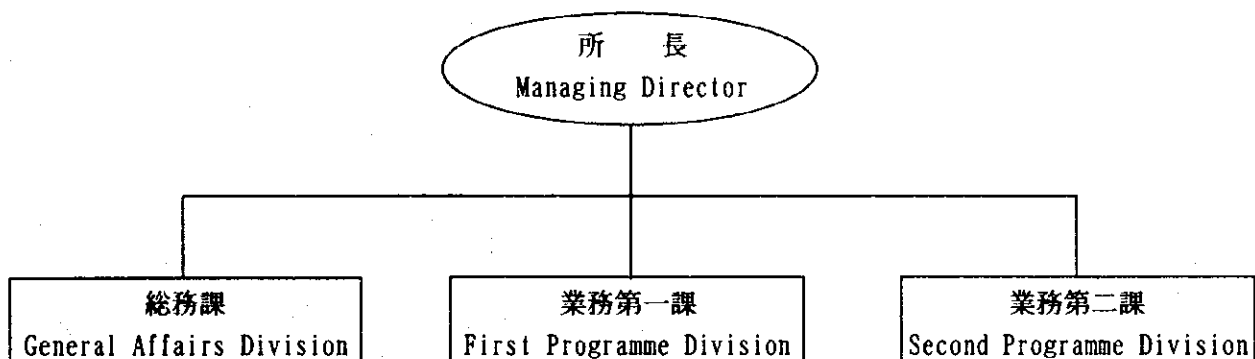 所　長
Managing Director
総務課
General Affairs Division
業務第一課
First Programme Division
業務第二課
Second Programme Division